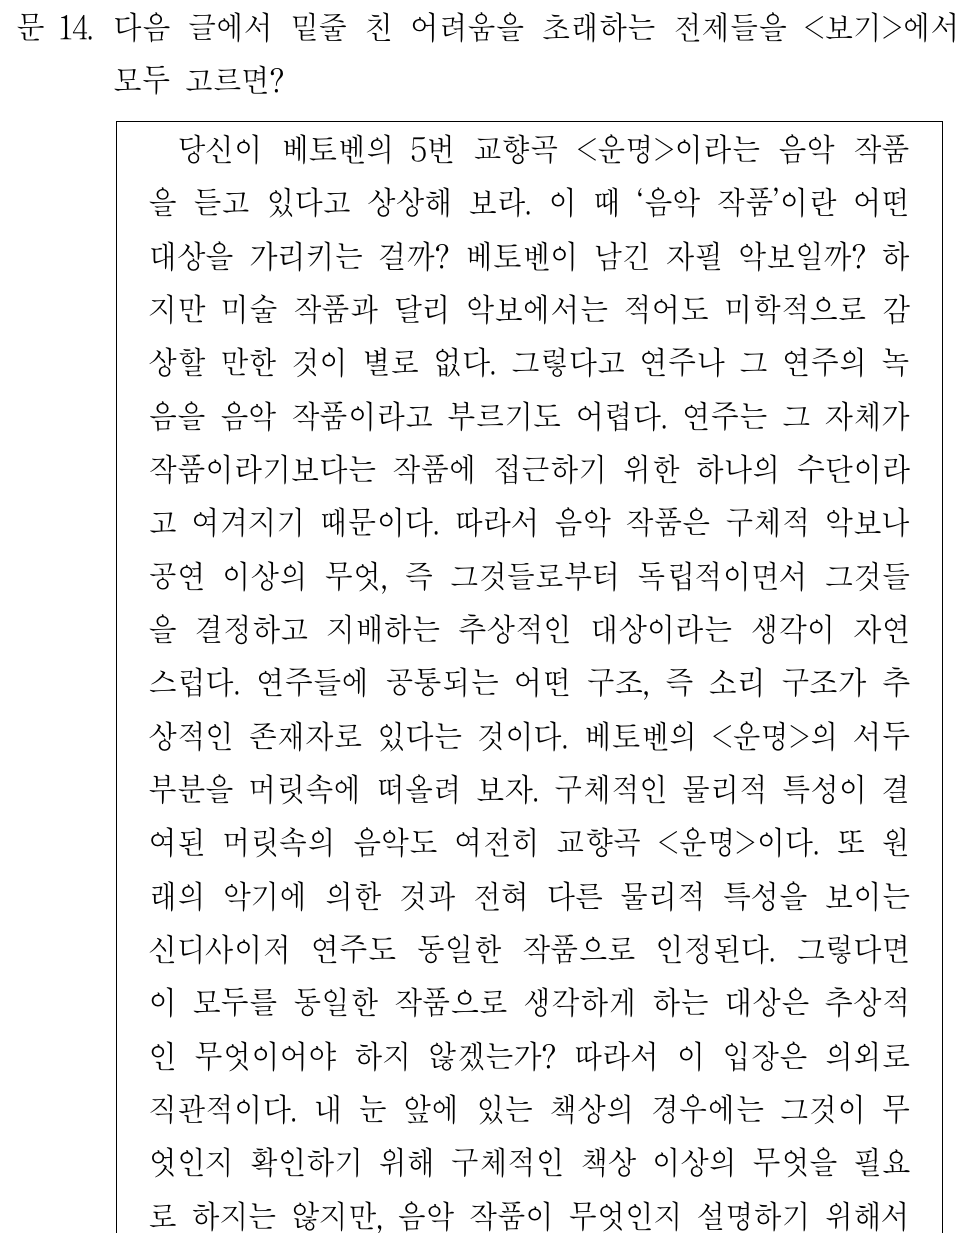 문 14. 다음 글에서 밑줄 친 어려움을 초래하는 전제들을 <보기>에서
모두 고르면?
당신이 베토벤의 5번 교향곡 <운명>이라는 음악 작품
을 듣고 있다고 상상해 보라. 이 때 ‘음악 작품’이란 어떤
대상을 가리키는 걸까? 베토벤이 남긴 자필 악보일까? 하
지만 미술 작품과 달리 악보에서는 적어도 미학적으로 감
상할 만한 것이 별로 없다. 그렇다고 연주나 그 연주의 녹
음을 음악 작품이라고 부르기도 어렵다. 연주는 그 자체가
작품이라기보다는 작품에 접근하기 위한 하나의 수단이라
고 여겨지기 때문이다. 따라서 음악 작품은 구체적 악보나
공연 이상의 무엇, 즉 그것들로부터 독립적이면서 그것들
을 결정하고 지배하는 추상적인 대상이라는 생각이 자연
스럽다. 연주들에 공통되는 어떤 구조, 즉 소리 구조가 추
상적인 존재자로 있다는 것이다. 베토벤의 <운명>의 서두
부분을 머릿속에 떠올려 보자. 구체적인 물리적 특성이 결
여된 머릿속의 음악도 여전히 교향곡 <운명>이다. 또 원
래의 악기에 의한 것과 전혀 다른 물리적 특성을 보이는
신디사이저 연주도 동일한 작품으로 인정된다. 그렇다면
이 모두를 동일한 작품으로 생각하게 하는 대상은 추상적
인 무엇이어야 하지 않겠는가? 따라서 이 입장은 의외로
직관적이다. 내 눈 앞에 있는 책상의 경우에는 그것이 무
엇인지 확인하기 위해 구체적인 책상 이상의 무엇을 필요
로 하지는 않지만, 음악 작품이 무엇인지 설명하기 위해서